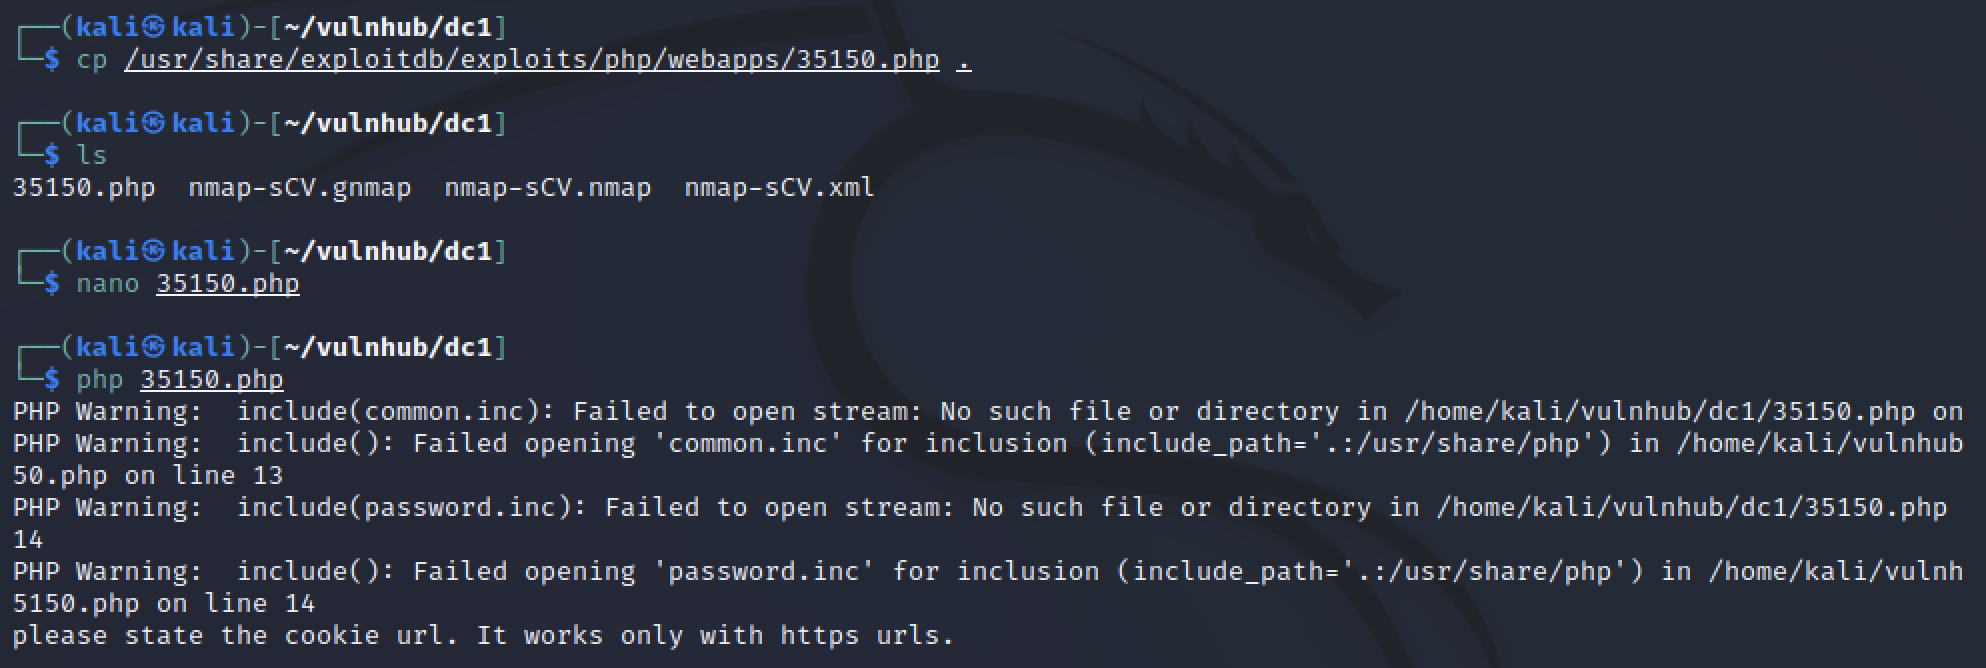 ┌──(kali㉿kali)-[~/vulnhub/dc1]
└─$ cp /usr/share/exploitdb/exploits/php/webapps/35150.php .
┌──(kali㉿kali)-[~/vulnhub/dc1]
└─$ ls
35150.php  nmap-sCV.gnmap  nmap-sCV.nmap  nmap-sCV.xml
┌──(kali㉿kali)-[~/vulnhub/dc1]
└─$ nano 35150.php
┌──(kali㉿kali)-[~/vulnhub/dc1]
└─$ php 35150.php
PHP Warning:  include(common.inc): Failed to open stream: No such file or directory in /home/kali/vulnhub/dc1/35150.php on
PHP Warning:  include(): Failed opening 'common.inc' for inclusion (include_path='.:/usr/share/php') in /home/kali/vulnhub
50.php on line 13
PHP Warning:  include(password.inc): Failed to open stream: No such file or directory in /home/kali/vulnhub/dc1/35150.php
14
PHP Warning:  include(): Failed opening 'password.inc' for inclusion (include_path='.:/usr/share/php') in /home/kali/vulnh
5150.php on line 14
please state the cookie url. It works only with https urls.